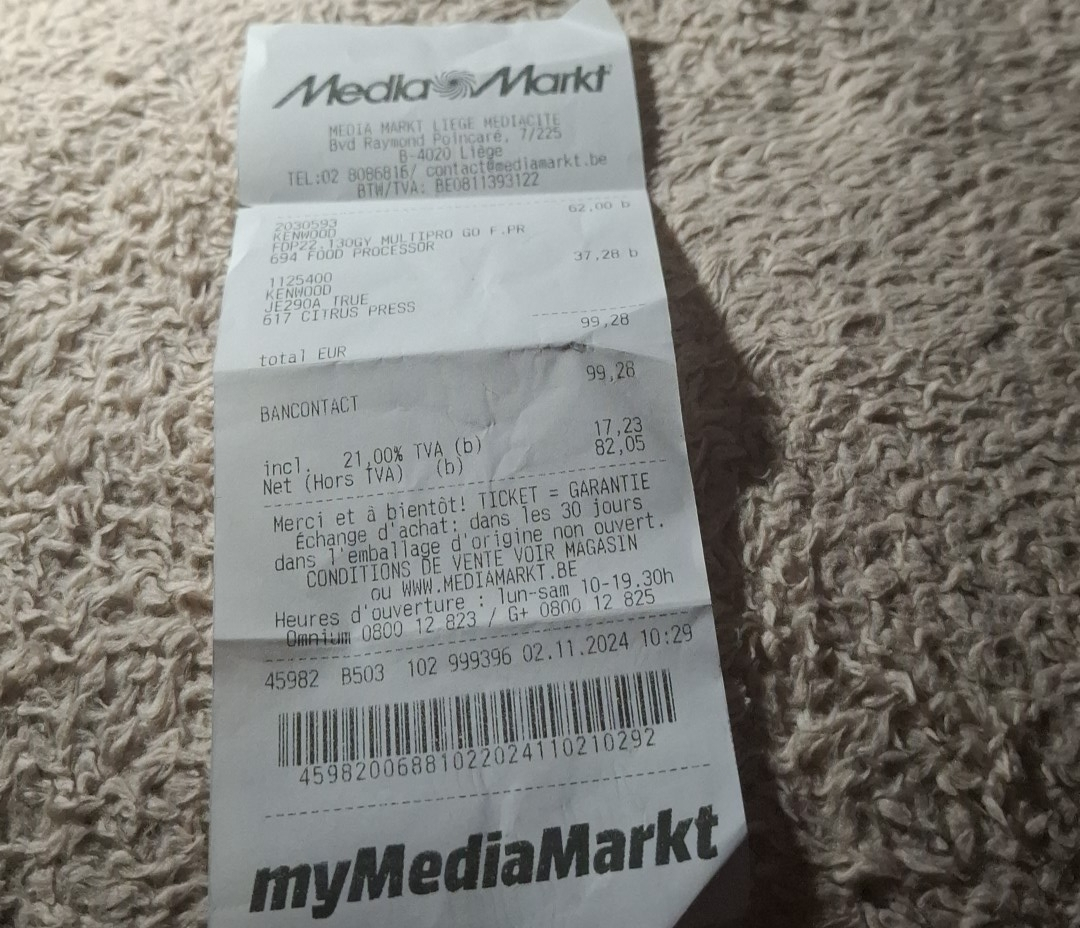 Media Markt
MEDIA MARKT LIEGE MEDIACITE
Bvd Raymond Poincaré, 7/225
B-4020 Liège
TEL:02 8086816/ contact@mediamarkt.be
BTW/TVA: BE0811393122
2030593 62,00 b
KENWOOD
FDP22.130GY MULTIPRO GO F.PR
694 FOOD PROCESSOR
1125400 37,28 b
KENWOOD
JE290A TRUE
617 CITRUS PRESS
total EUR 99,28
BANCONTACT 99,28
incl. 21,00% TVA (b) 17,23
Net (Hors TVA) (b) 82,05
Merci et à bientôt! TICKET = GARANTIE
Échange d'achat: dans les 30 jours
dans l'emballage d'origine non ouvert.
CONDITIONS DE VENTE VOIR MAGASIN
ou WWW.MEDIAMARKT.BE
Heures d'ouverture : lun-sam 10-19.30h
Omnium 0800 12 823 / G+ 0800 12 825
45982 B503 102 999396 02.11.2024 10:29
4598200688102202411021​0292
myMediaMarkt